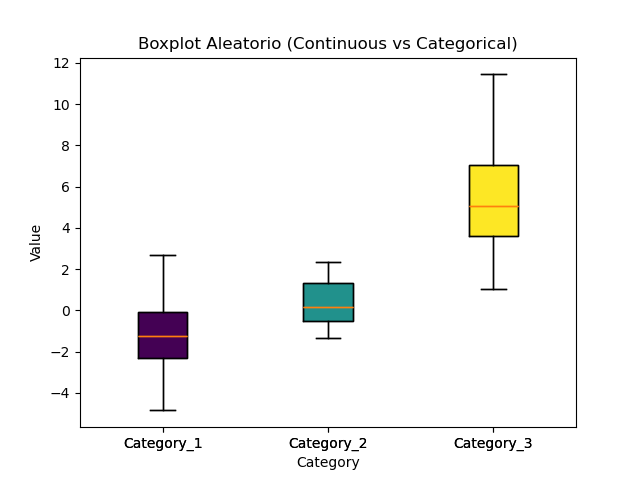 Boxplot Aleatorio (Continuous vs Categorical)
12
10
8
6
4
2
0
−2
−4
Value
Category_1 Category_2 Category_3
Category